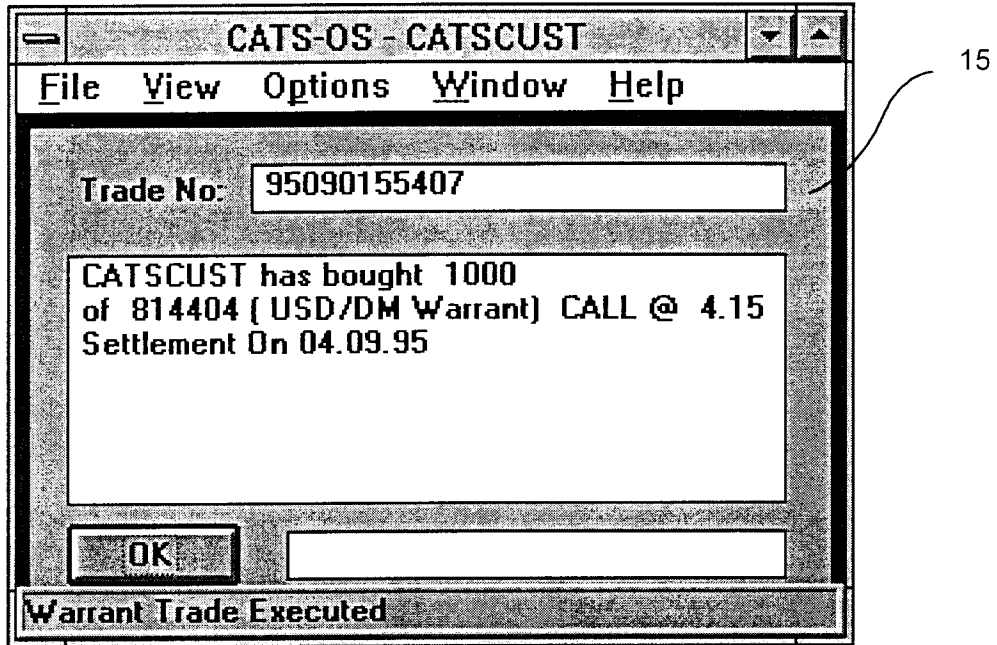 CATS-OS - CATSCUST
File View Options Window Help
15
Trade No: 95090155407
CATSCUST has bought 1000
of 814404 ( USD/DM Warrant) CALL @ 4.15
Settlement On 04.09.95
OK
Warrant Trade Executed